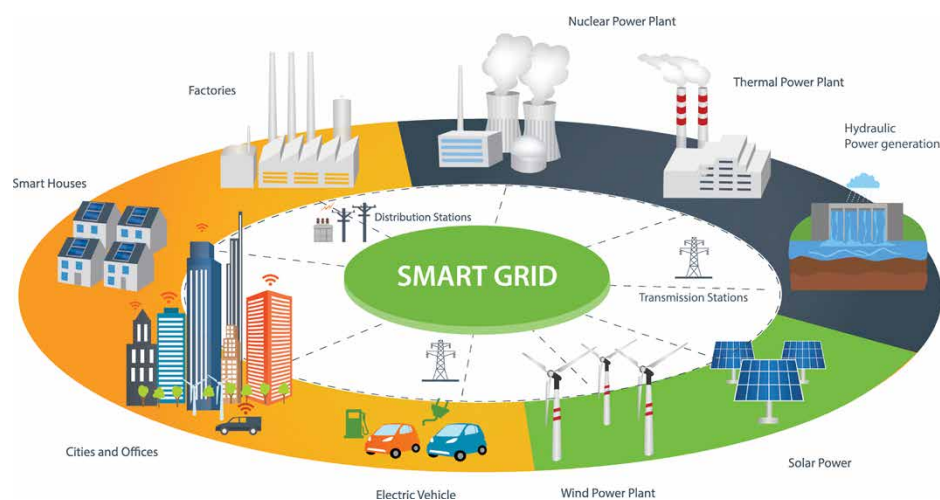 Nuclear Power Plant
Thermal Power Plant
Factories
Hydraulic
Power generation
Smart Houses
Distribution Stations
SMART GRID
Transmission Stations
Cities and Offices
Solar Power
Electric Vehicle
Wind Power Plant